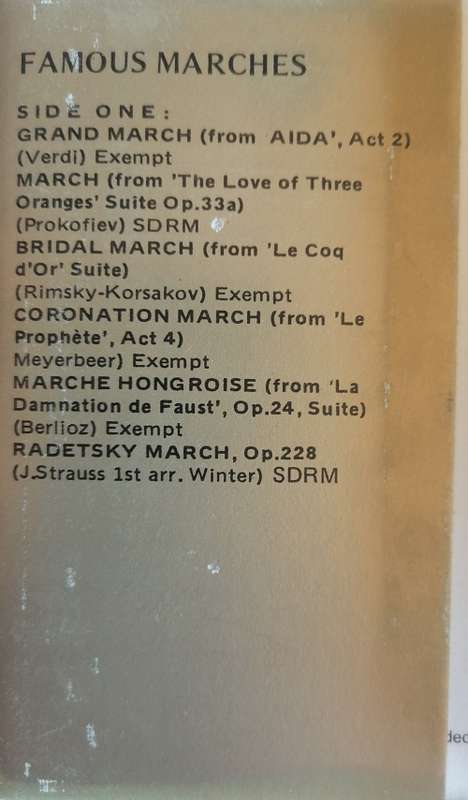 FAMOUS MARCHES
SIDE ONE:
GRAND MARCH (from AIDA', Act 2)
(Verdi) Exempt
MARCH (from 'The Love of Three
Oranges' Suite Op.33a)
(Prokofiev) SDRM
BRIDAL MARCH (from 'Le Coq
d'Or' Suite)
(Rimsky-Korsakov) Exempt
CORONATION MARCH (from 'Le
Prophète', Act 4)
Meyerbeer) Exempt
MARCHE HONGROISE (from 'La
Damnation de Faust', Op.24, Suite)
(Berlioz) Exempt
RADETSKY MARCH, Op.228
(J.Strauss 1st arr. Winter) SDRM